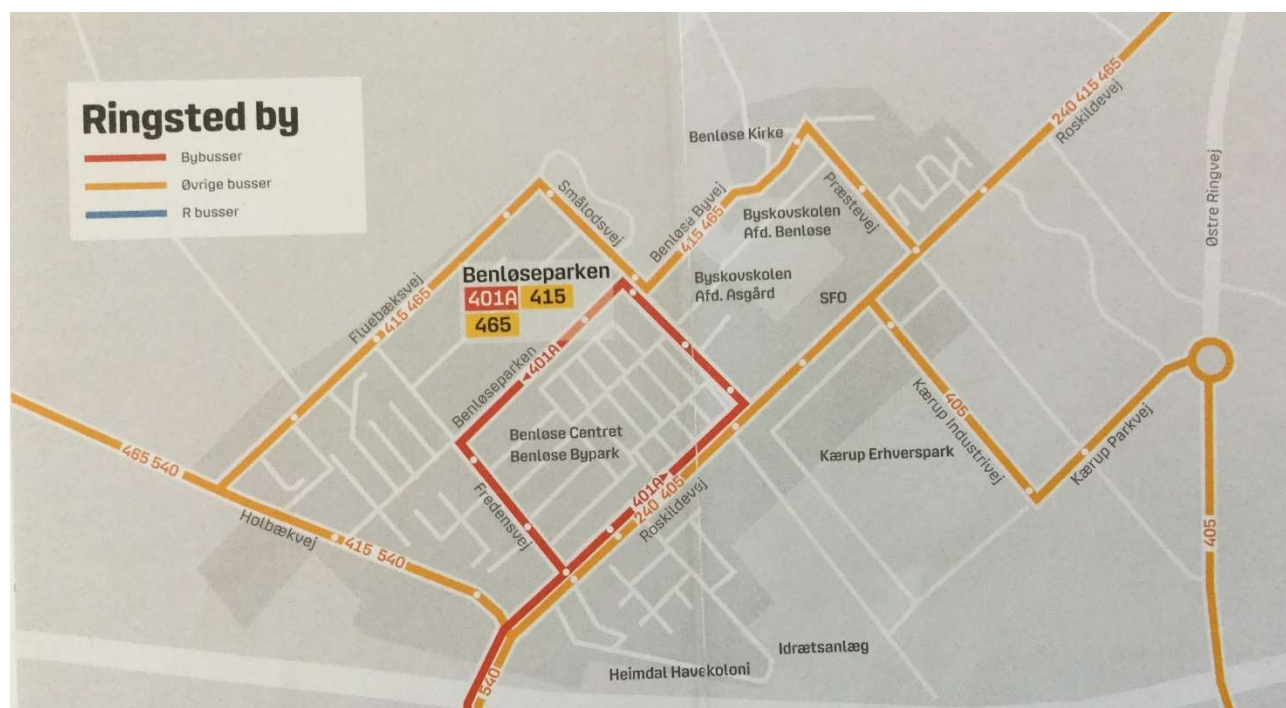 Ringsted by
Bybusser
Øvrige busser
R busser
240 415 465
Roskildevej
Østre Ringvej
Benløse Kirke
Præstevej
Smålodsvej
Benløse Byvej
415 465
Byskovskolen
Afd. Benløse
Byskovskolen
Afd. Asgård
SFO
Fluebæksvej
415 465
Benløseparken
401A 415
465
Benløseparken
401A
Benløse Centret
Benløse Bypark
Fredensvej
401A
240 405
Roskildevej
Kærup Erhverspark
405
Kærup Industrivej
Kærup Parkvej
405
465 540
Holbækvej
415 540
540
Idrætsanlæg
Heimdal Havekoloni